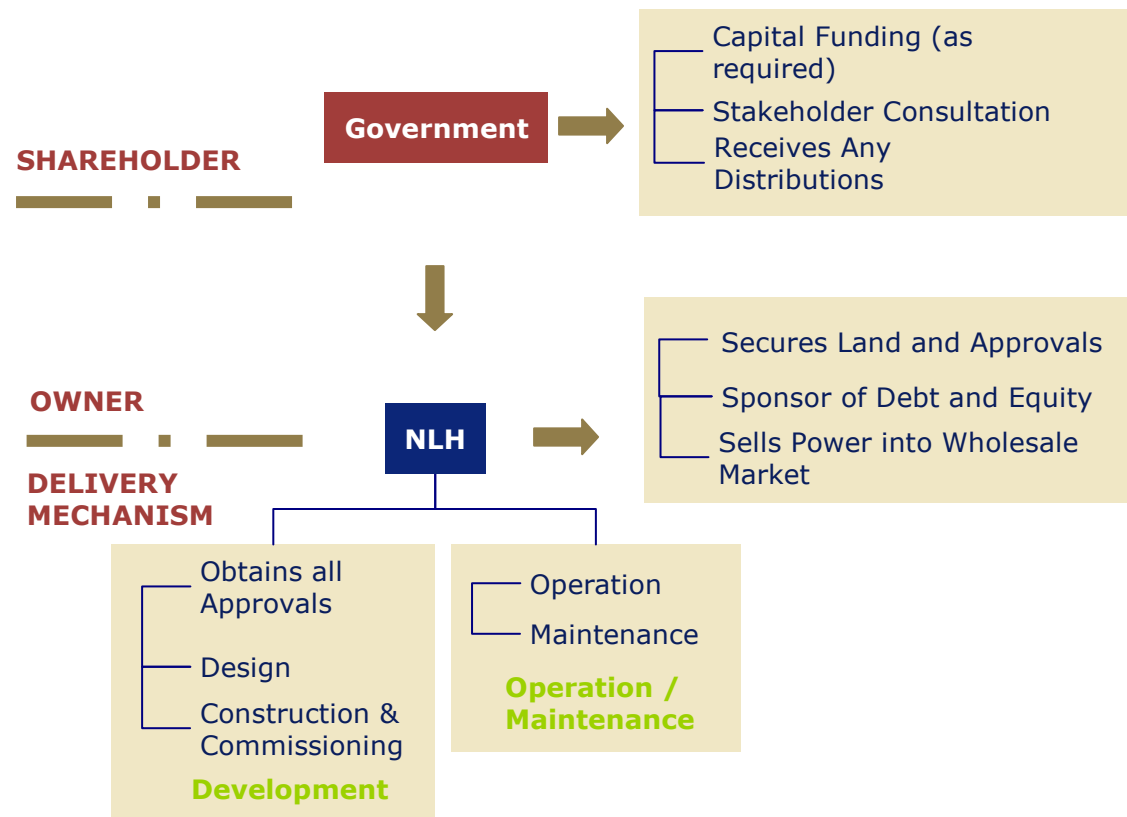 Capital Funding (as
required)
Government
Stakeholder Consultation
SHAREHOLDER
Receives Any
Distributions
Secures Land and Approvals
OWNER
NLH
Sponsor of Debt and Equity
Sells Power into Wholesale
Market
DELIVERY
MECHANISM
Obtains all
Approvals
Design
Construction &
Commissioning
Development
Operation
Maintenance
Operation /
Maintenance